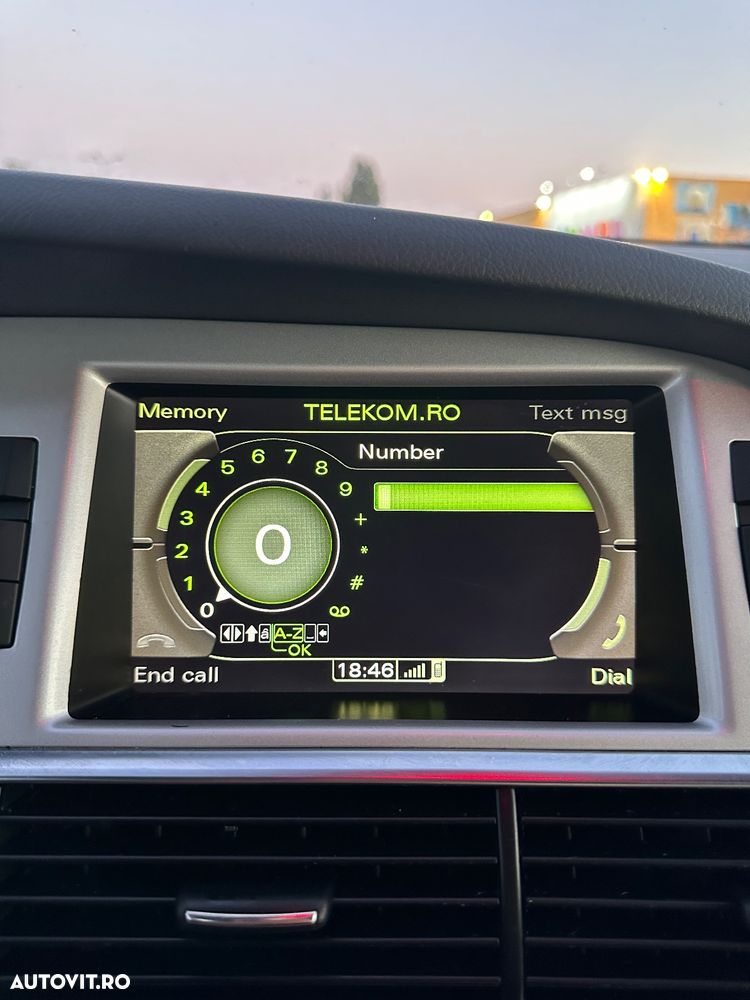 Memory TELEKOM.RO Text msg
Number
0 1 2 3 4 5 6 7 8 9 + * #
0
A-Z
OK
End call 18:46 Dial
AUTOVIT.RO